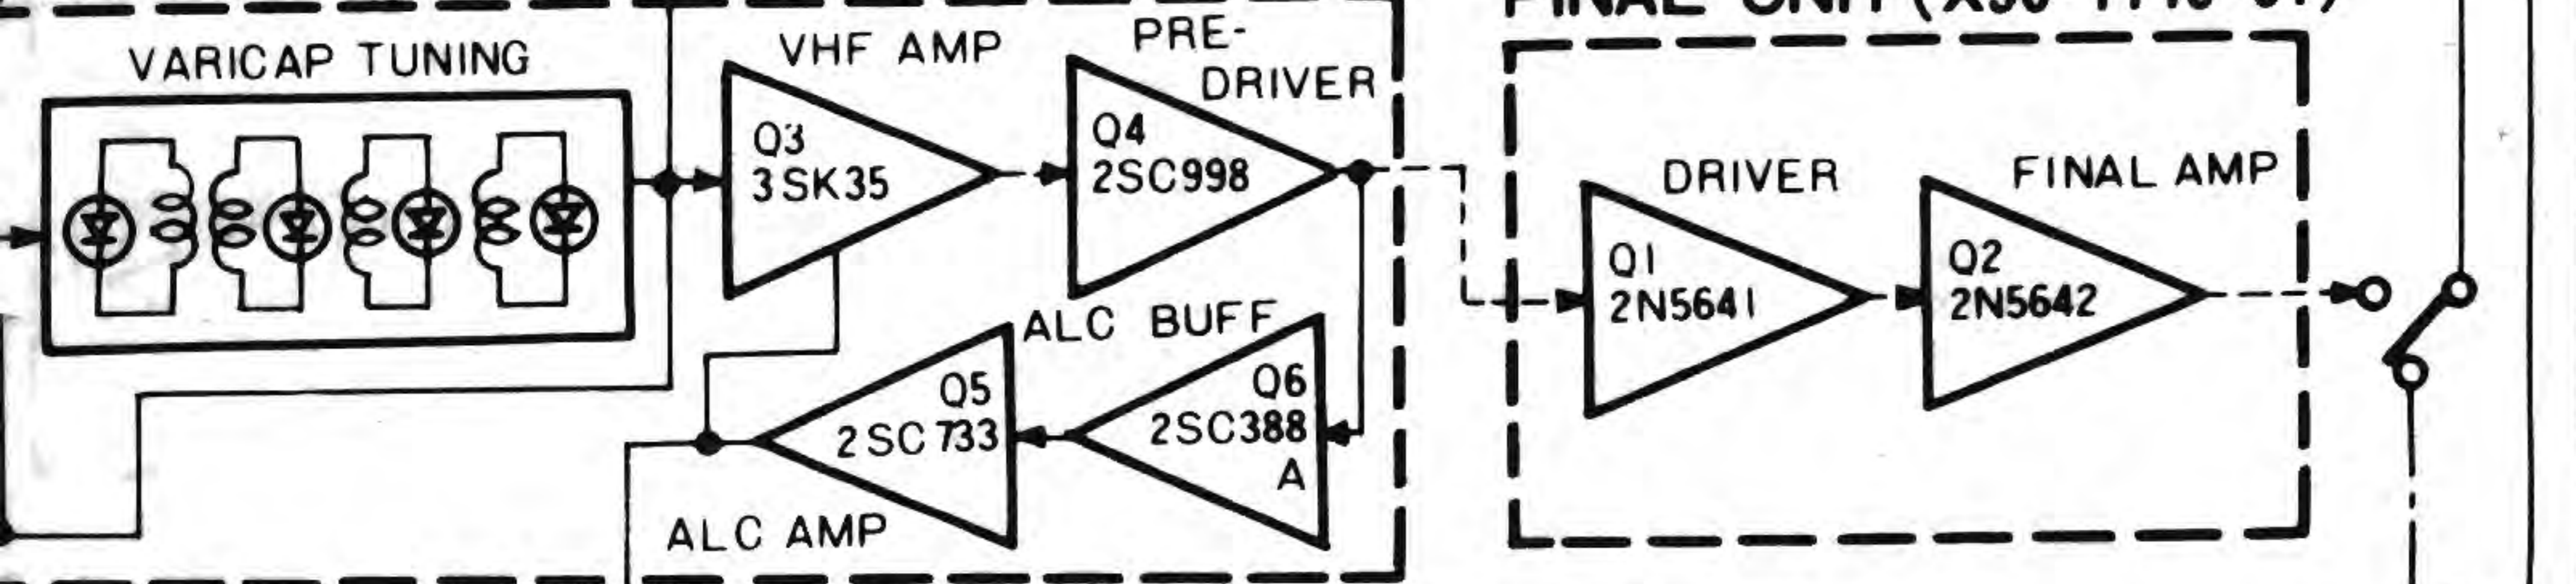 FINAL UNIT
VARICAP TUNING
VHF AMP
PRE-
DRIVER
Q3
3SK35
Q4
2SC998
DRIVER
FINAL AMP
Q1
2N5641
Q2
2N5642
ALC BUFF
Q5
2SC733
Q6
2SC388
A
ALC AMP